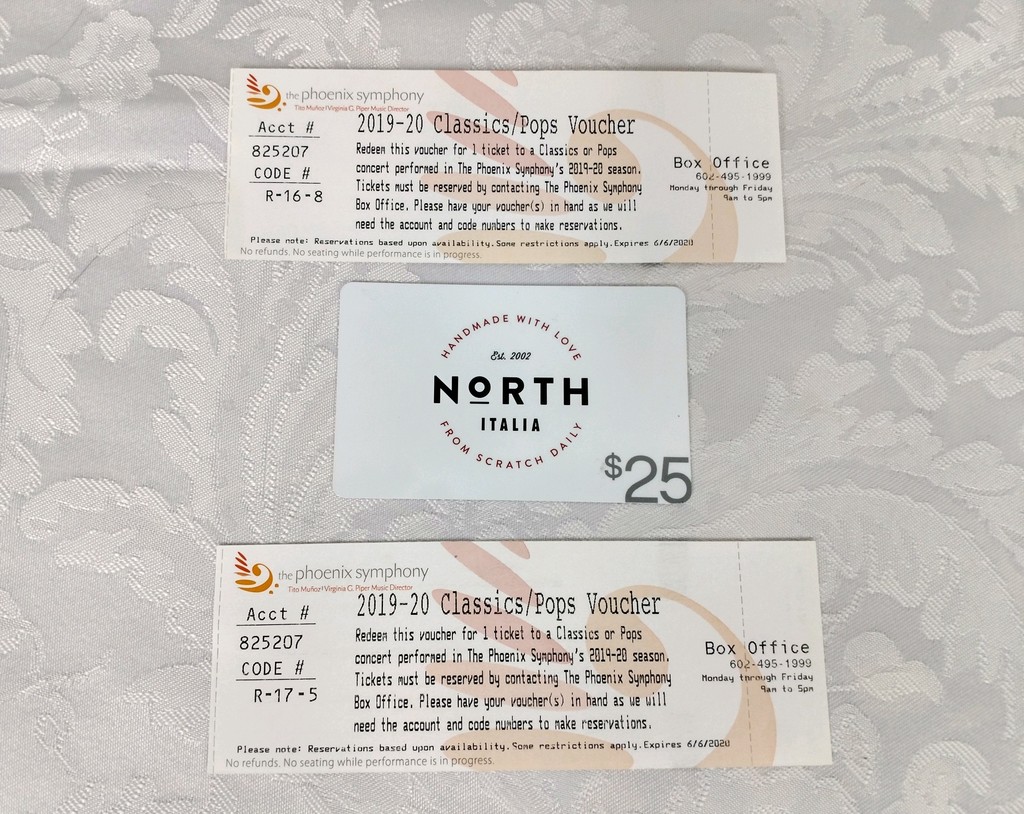 the phoenix symphony
Tito Muñoz/Virginia G. Piper Music Director
Acct #
825207
CODE #
R-16-8
2019-20 Classics/Pops Voucher
Redeem this voucher for 1 ticket to a Classics or Pops
concert performed in The Phoenix Symphony's 2019-20 season.
Tickets must be reserved by contacting The Phoenix Symphony
Box Office. Please have your voucher(s) in hand as we will
need the account and code numbers to make reservations.
Box Office
602-495-1999
Monday through Friday
9am to 5pm
Please note: Reservations based upon availability. Some restrictions apply. Expires 6/6/2020
No refunds. No seating while performance is in progress.
HANDMADE WITH LOVE
Est. 2002
NORTH
ITALIA
FROM SCRATCH DAILY
$25
the phoenix symphony
Tito Muñoz/Virginia G. Piper Music Director
Acct #
825207
CODE #
R-17-5
2019-20 Classics/Pops Voucher
Redeem this voucher for 1 ticket to a Classics or Pops
concert performed in The Phoenix Symphony's 2019-20 season.
Tickets must be reserved by contacting The Phoenix Symphony
Box Office. Please have your voucher(s) in hand as we will
need the account and code numbers to make reservations.
Box Office
602-495-1999
Monday through Friday
9am to 5pm
Please note: Reservations based upon availability. Some restrictions apply. Expires 6/6/2020
No refunds. No seating while performance is in progress.